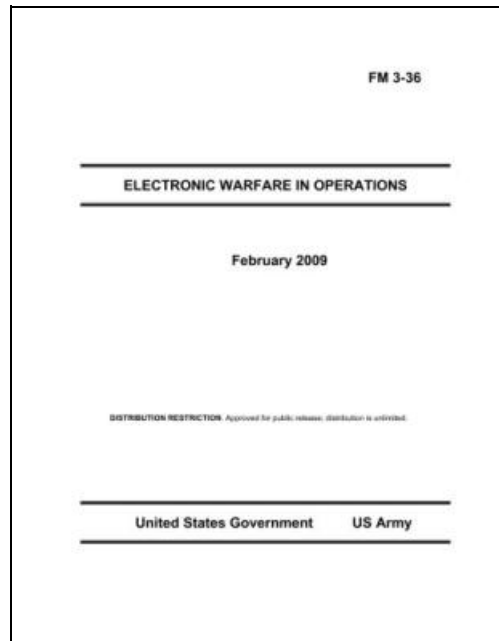 FM 3-36
ELECTRONIC WARFARE IN OPERATIONS
February 2009
DISTRIBUTION RESTRICTION. Approved for public release; distribution is unlimited.
United States Government US Army